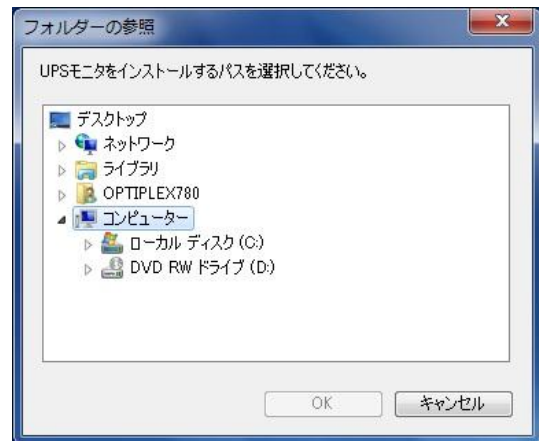 フォルダーの参照
UPSモニタをインストールするパスを選択してください。
デスクトップ
ネットワーク
ライブラリ
OPTIPLEX780
コンピューター
ローカル ディスク (C:)
DVD RW ドライブ (D:)
OK
キャンセル